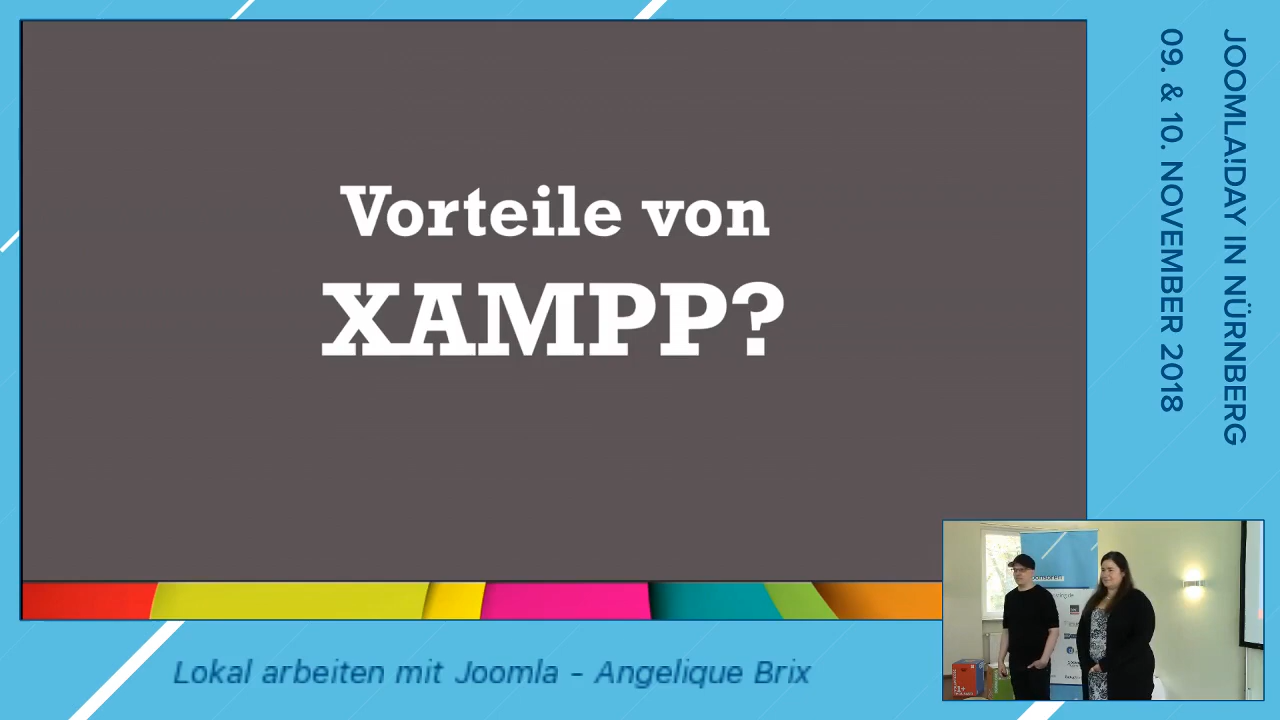 Vorteile von
XAMPP?
JOOMLA!DAY IN NÜRNBERG
09. & 10. NOVEMBER 2018
Lokal arbeiten mit Joomla - Angelique Brix